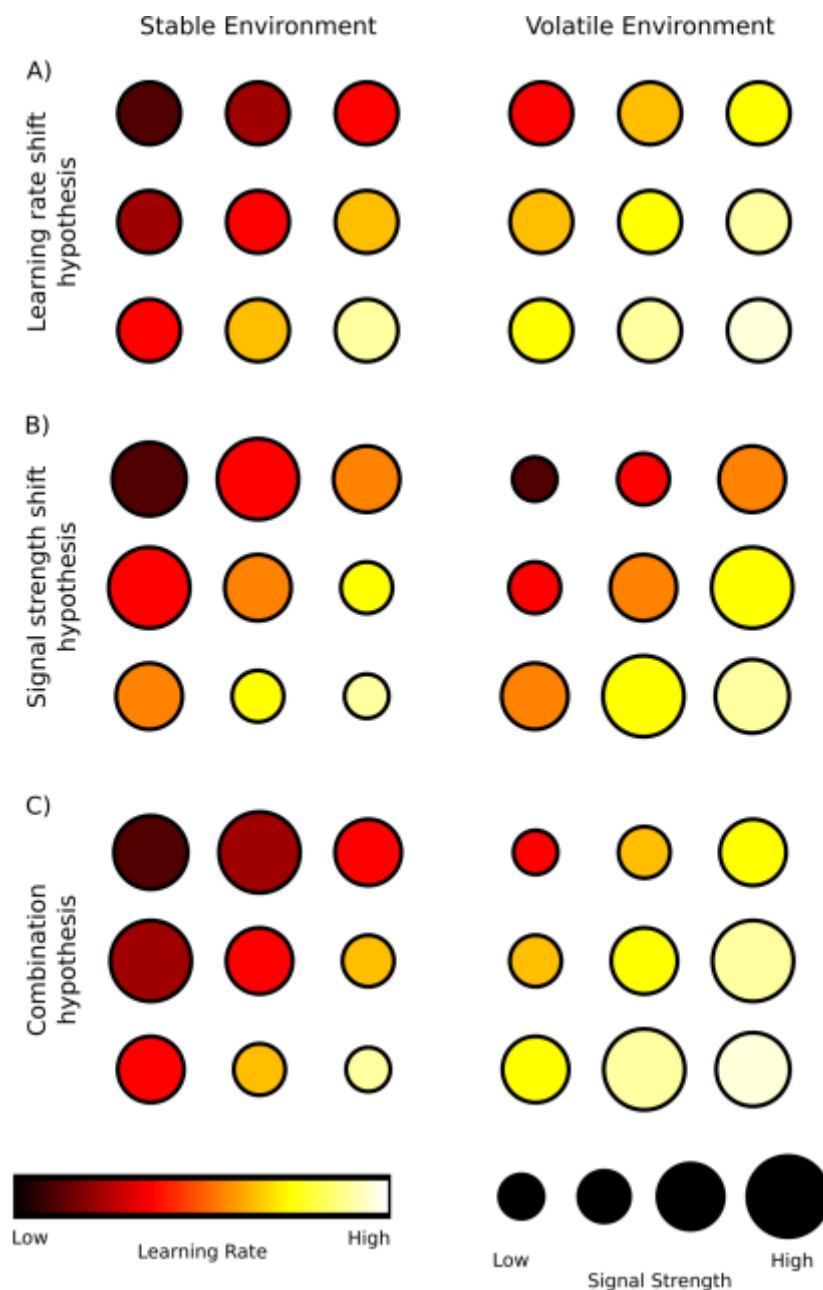 Stable Environment
Volatile Environment
A)
Learning rate shift
hypothesis
B)
Signal strength shift
hypothesis
C)
Combination
hypothesis
Low
High
Learning Rate
Low
High
Signal Strength